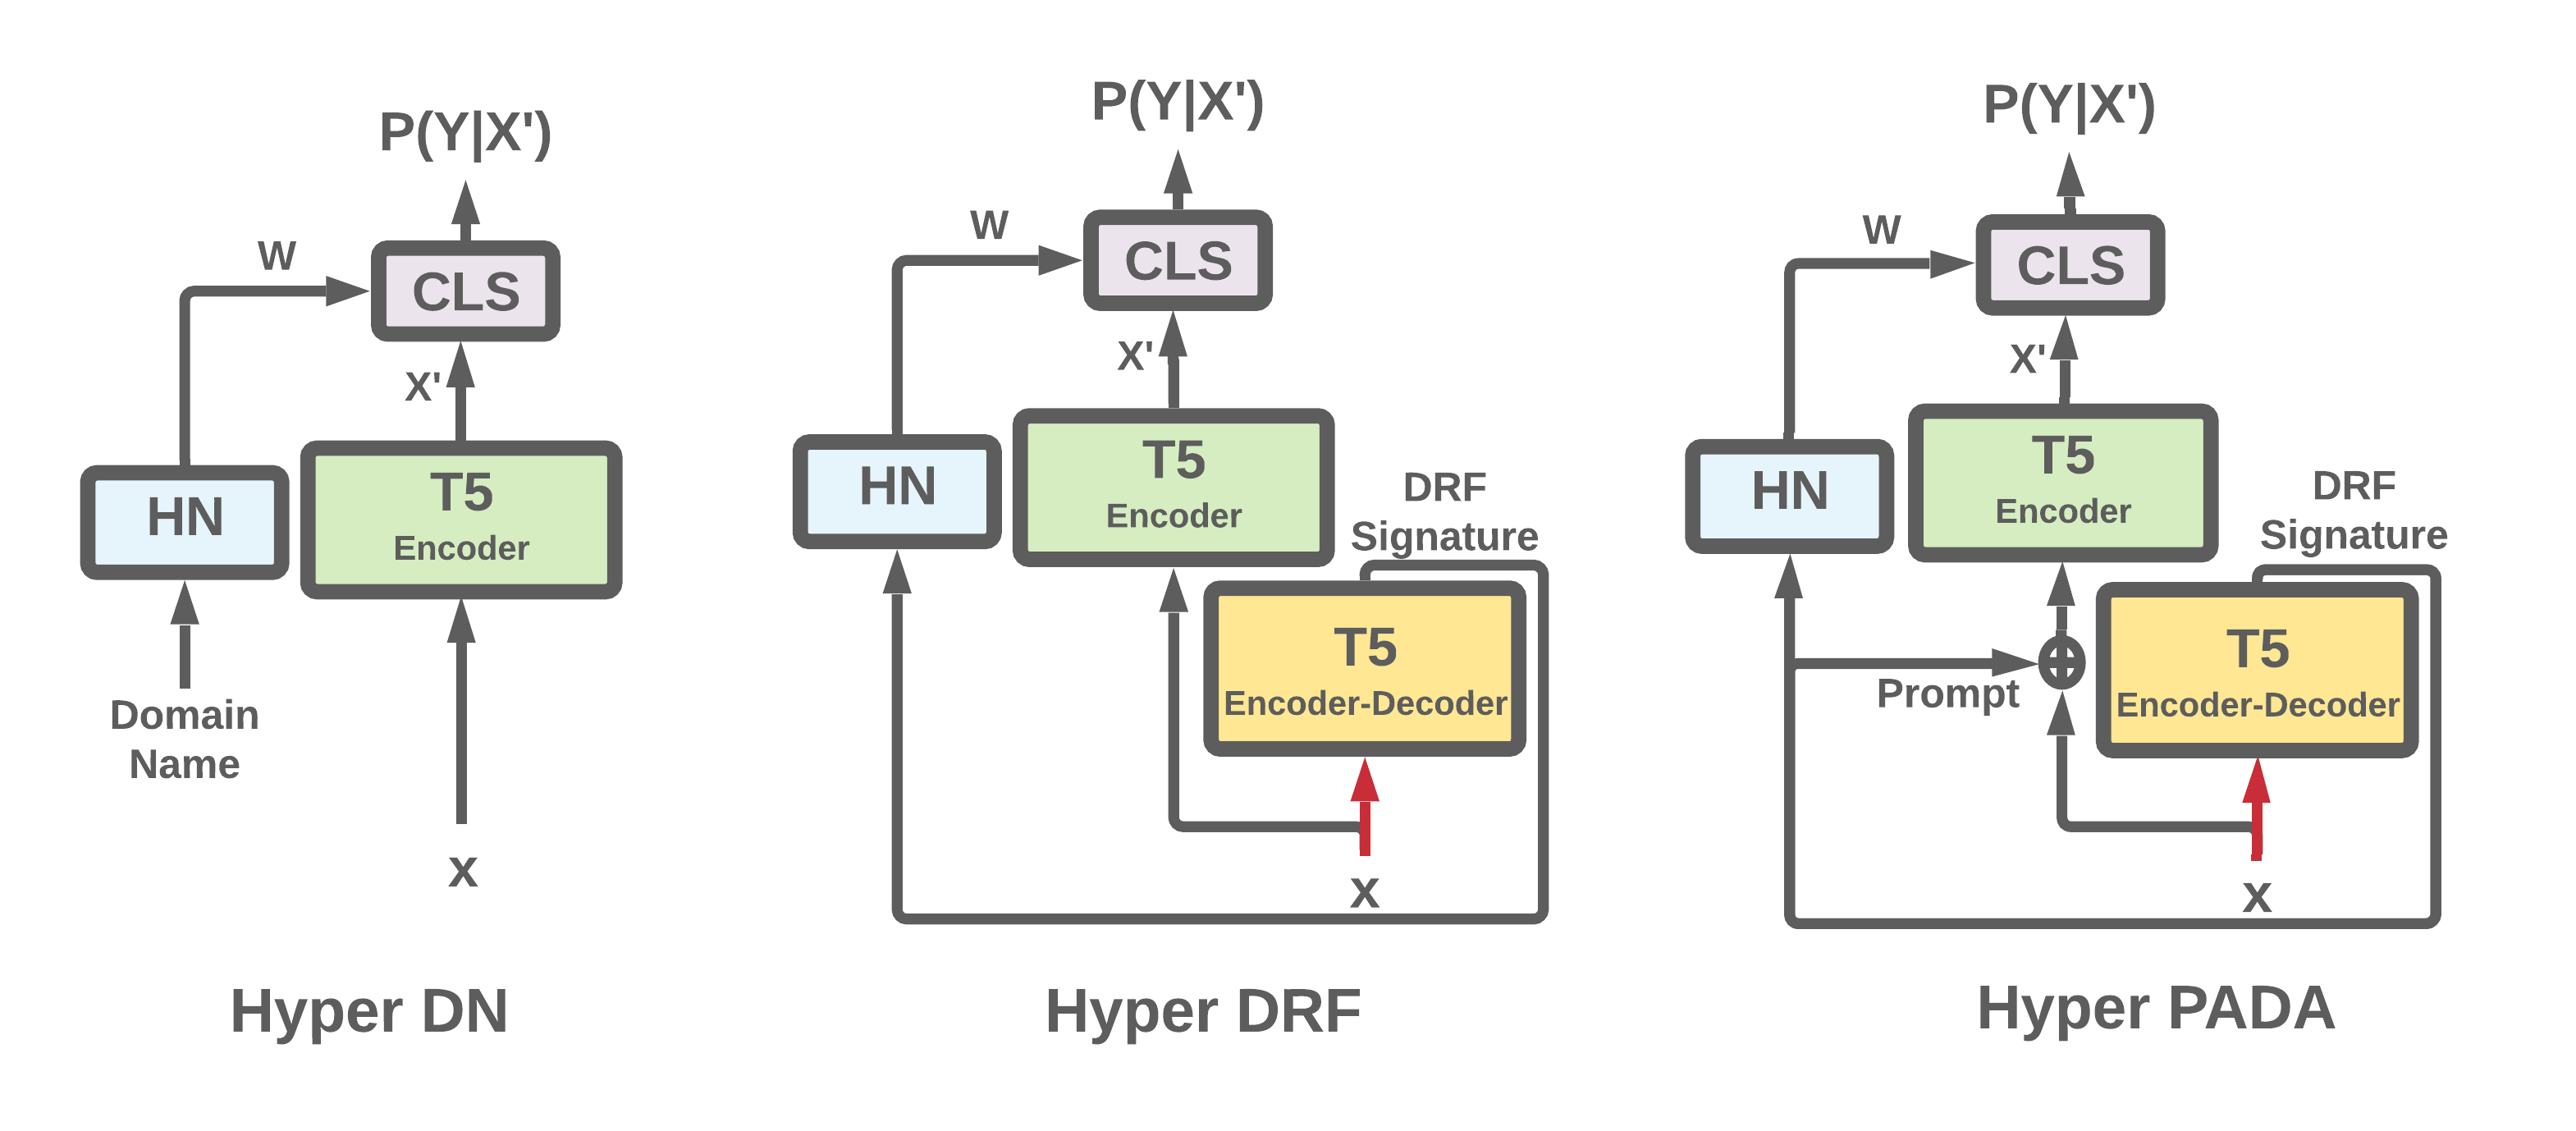 P(Y|X')
W
CLS
X'
HN
T5
Encoder
Domain
Name
x
Hyper DN
P(Y|X')
W
CLS
X'
HN
T5
Encoder
DRF
Signature
T5
Encoder-Decoder
x
Hyper DRF
P(Y|X')
W
CLS
X'
HN
T5
Encoder
DRF
Signature
Prompt
T5
Encoder-Decoder
x
Hyper PADA